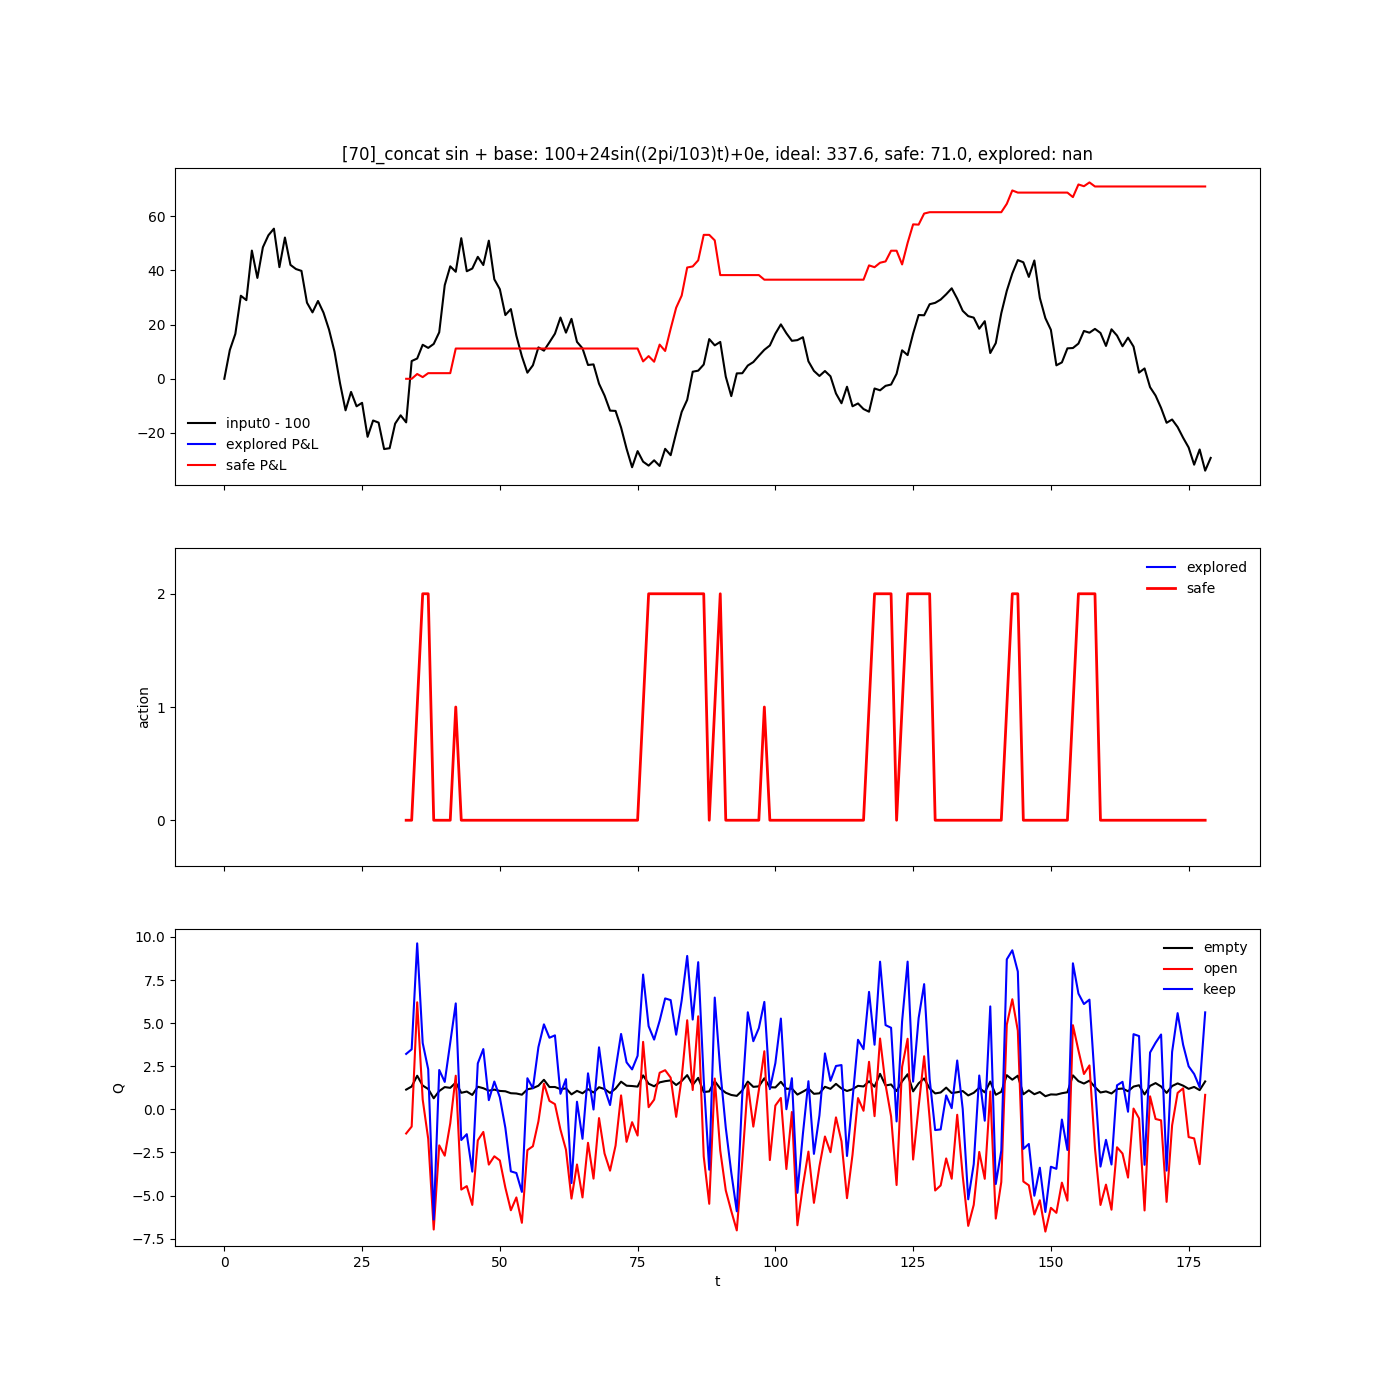 [70]_concat sin + base: 100+24sin((2pi/103)t)+0e, ideal: 337.6, safe: 71.0, explored: nan
60
40
20
0
−20
input0 - 100
explored P&L
safe P&L
2
1
0
action
explored
safe
10.0
7.5
5.0
2.5
0.0
−2.5
−5.0
−7.5
Q
empty
open
keep
0 25 50 75 100 125 150 175
t